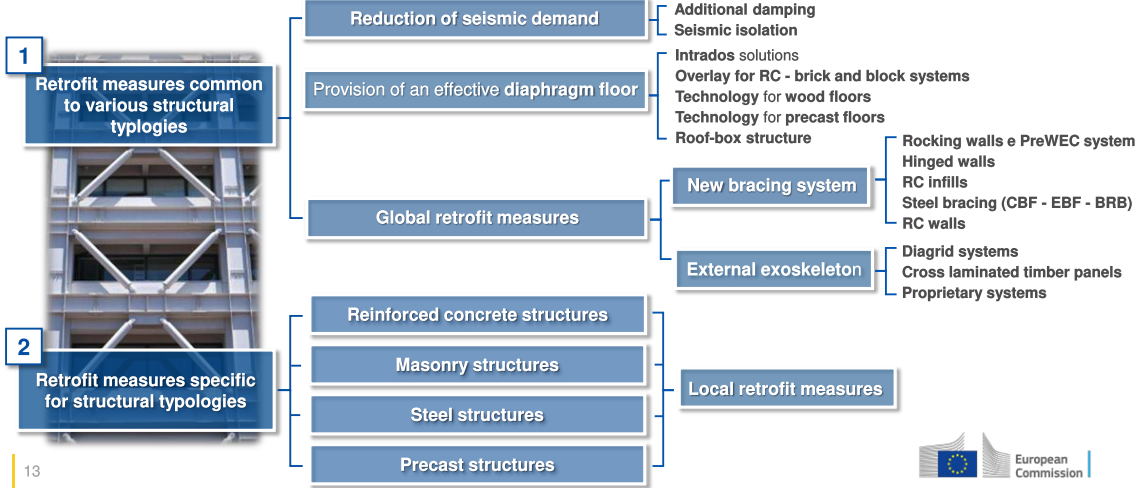 1
Retrofit measures common
to various structural
typlogies
Reduction of seismic demand
Additional damping
Seismic isolation
Provision of an effective diaphragm floor
Intrados solutions
Overlay for RC - brick and block systems
Technology for wood floors
Technology for precast floors
Roof-box structure
Global retrofit measures
New bracing system
Rocking walls e PreWEC system
Hinged walls
RC infills
Steel bracing (CBF - EBF - BRB)
RC walls
External exoskeleton
Diagrid systems
Cross laminated timber panels
Proprietary systems
2
Retrofit measures specific
for structural typologies
Reinforced concrete structures
Masonry structures
Steel structures
Precast structures
Local retrofit measures
13
European
Commission